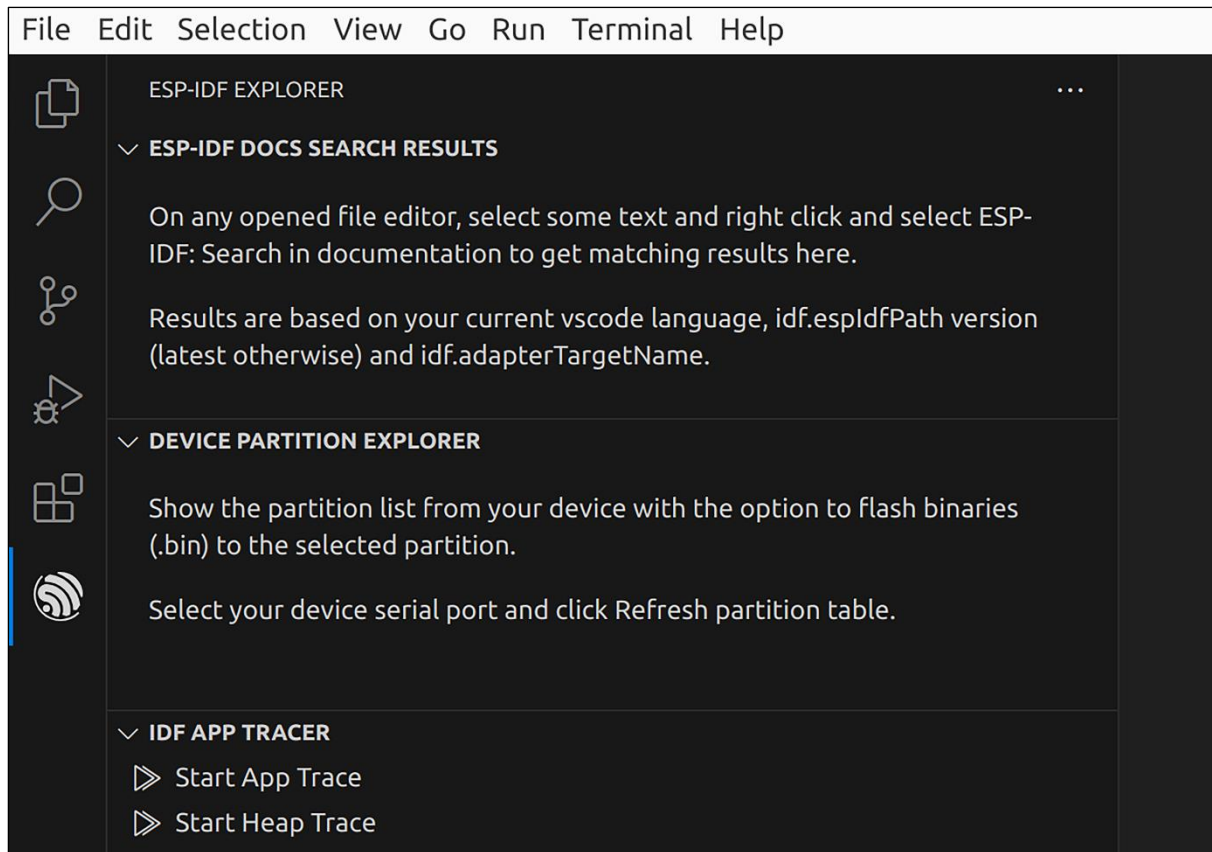 File Edit Selection View Go Run Terminal Help
ESP-IDF EXPLORER
ESP-IDF DOCS SEARCH RESULTS
On any opened file editor, select some text and right click and select ESP-
IDF: Search in documentation to get matching results here.
Results are based on your current vscode language, idf.espIdfPath version
(latest otherwise) and idf.adapterTargetName.
DEVICE PARTITION EXPLORER
Show the partition list from your device with the option to flash binaries
(.bin) to the selected partition.
Select your device serial port and click Refresh partition table.
IDF APP TRACER
Start App Trace
Start Heap Trace